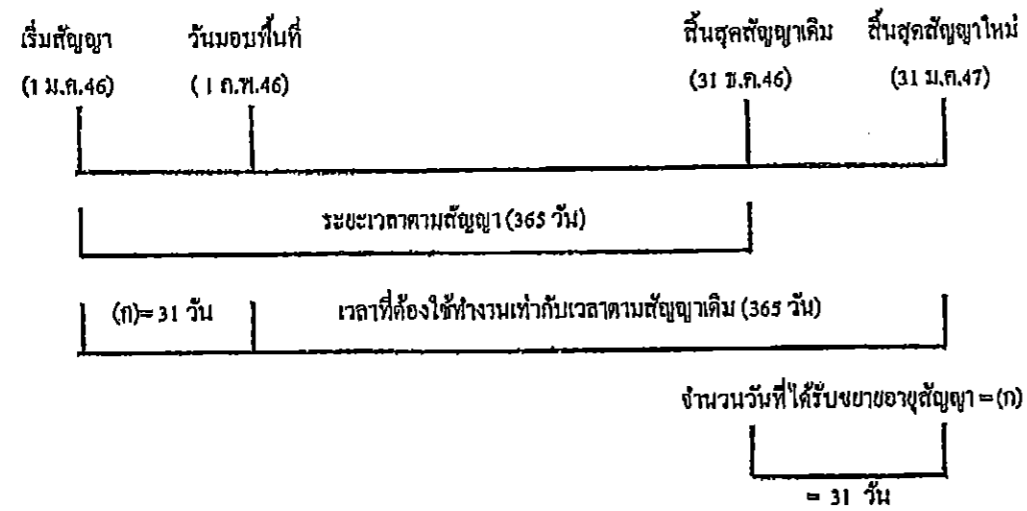 เริ่มสัญญา วันมอบพื้นที่ สิ้นสุดสัญญาเดิม สิ้นสุดสัญญาใหม่
(1 ม.ค.46) ( 1 ก.พ.46) (31 ธ.ค.46) (31 ม.ค.47)
ระยะเวลาตามสัญญา (365 วัน)
(ก)= 31 วัน เวลาที่ต้องใช้ทำงานเท่ากับเวลาตามสัญญาเดิม (365 วัน)
จำนวนวันที่ได้รับขยายอายุสัญญา = (ก)
= 31 วัน